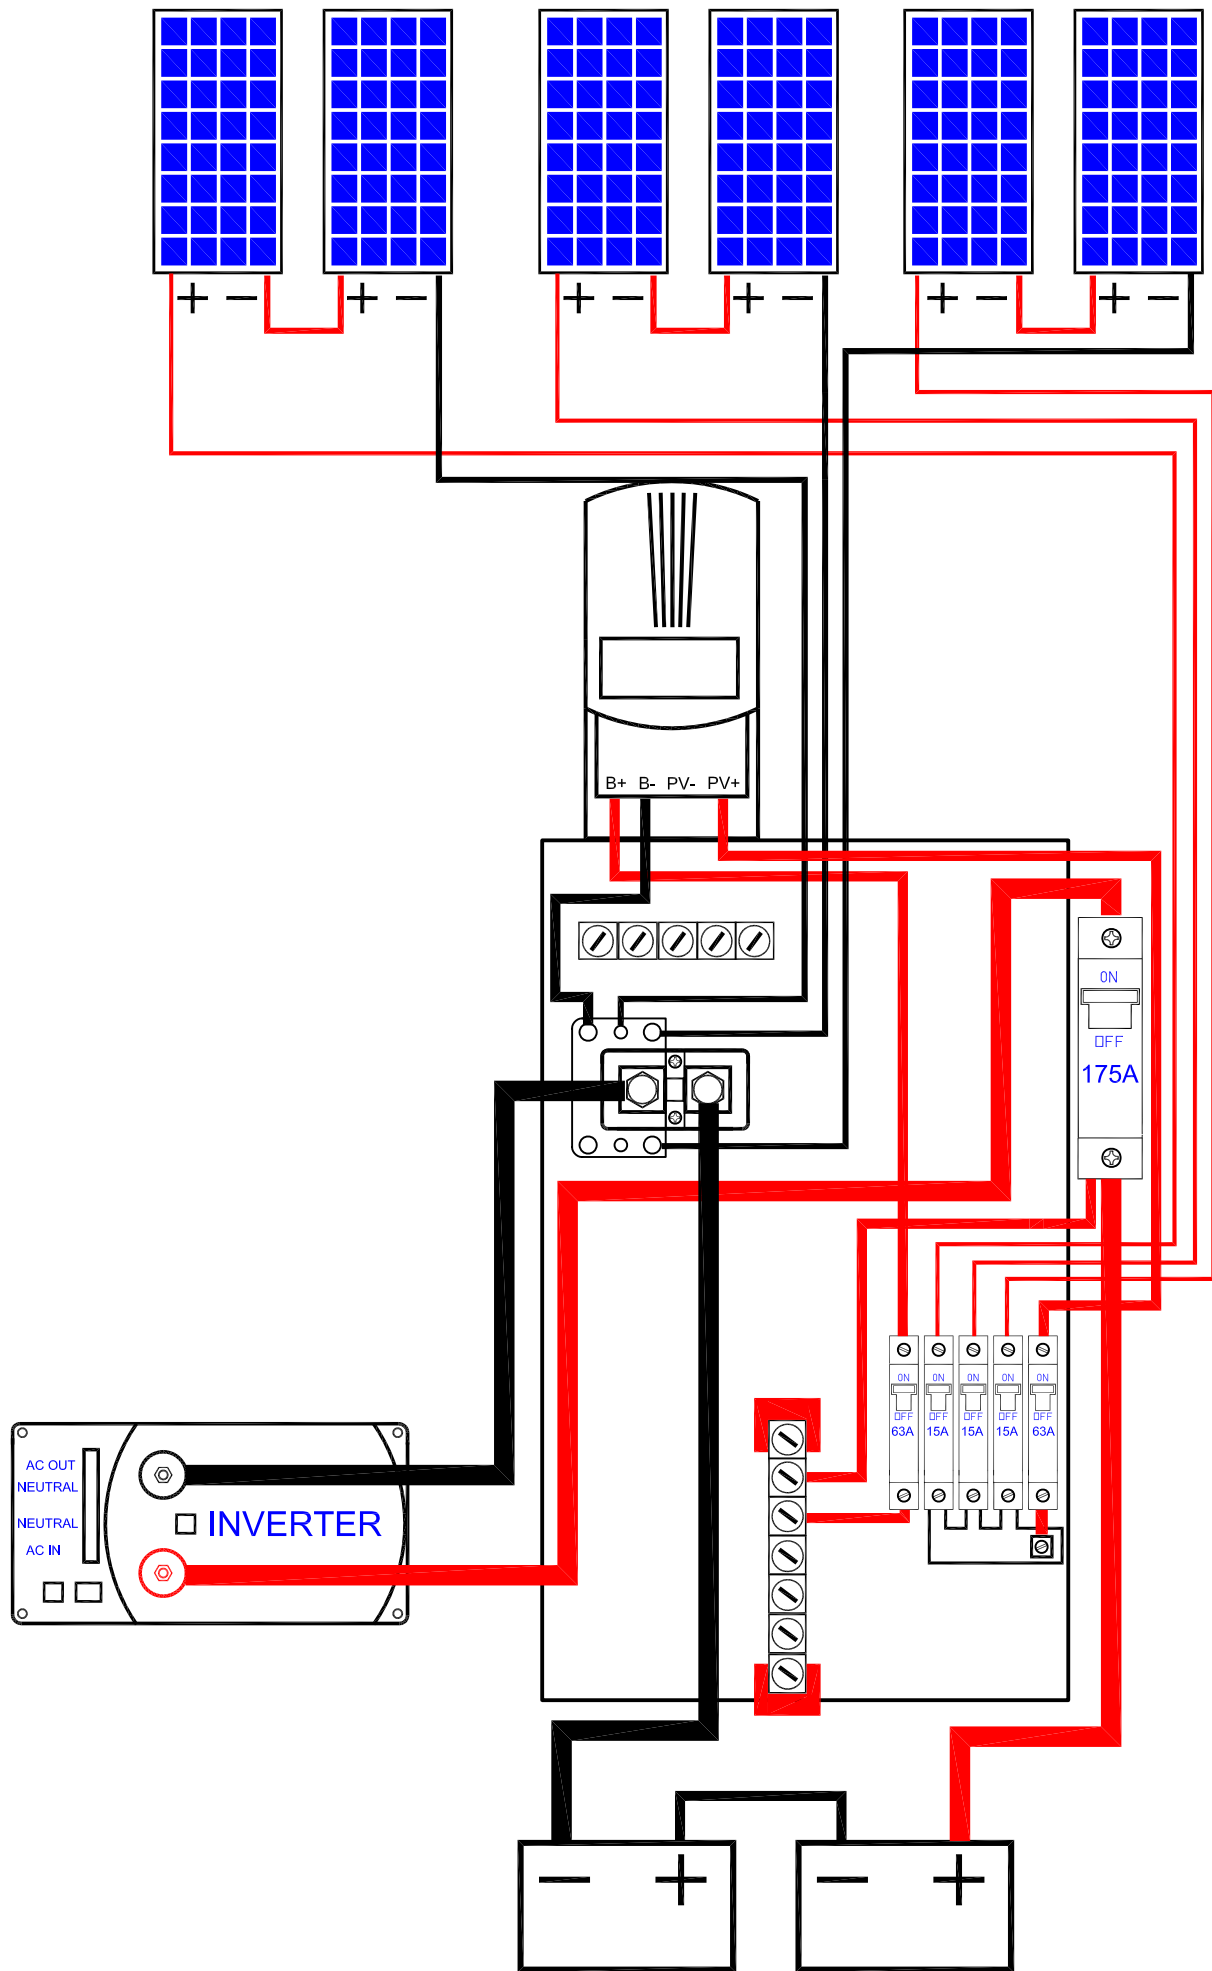 + - + -
+ - + -
+ - + -
B+ B- PV- PV+
ON
OFF
175A
ON
OFF
63A
ON
OFF
15A
ON
OFF
15A
ON
OFF
15A
ON
OFF
63A
AC OUT
NEUTRAL
NEUTRAL
AC IN
INVERTER
- +
- +